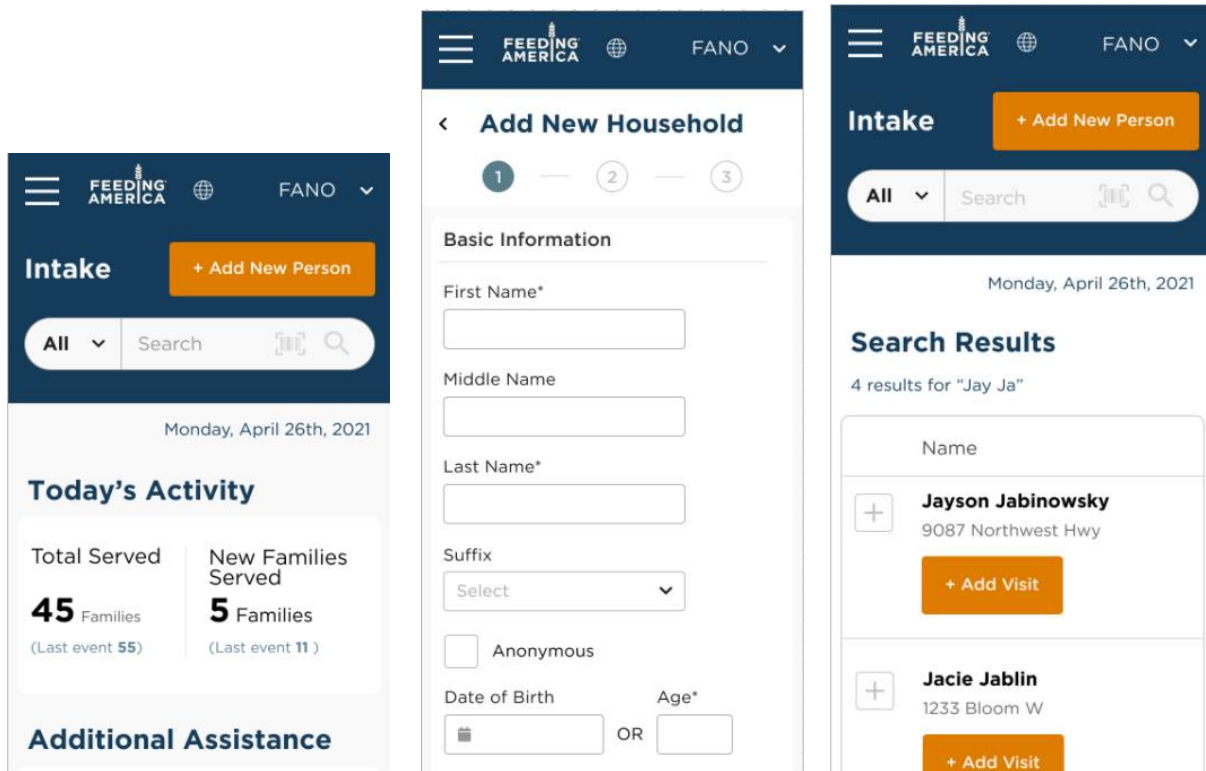 FEEDING
AMERICA
FANO
Intake
+ Add New Person
All
Search
Monday, April 26th, 2021
Today's Activity
Total Served
45 Families
(Last event 55)
New Families
Served
5 Families
(Last event 11 )
Additional Assistance
FEEDING
AMERICA
FANO
Add New Household
1
2
3
Basic Information
First Name*
Middle Name
Last Name*
Suffix
Select
Anonymous
Date of Birth
Age*
OR
FEEDING
AMERICA
FANO
Intake
+ Add New Person
All
Search
Monday, April 26th, 2021
Search Results
4 results for “Jay Ja”
Name
Jayson Jabinowsky
9087 Northwest Hwy
+ Add Visit
Jacie Jablin
1233 Bloom W
+ Add Visit